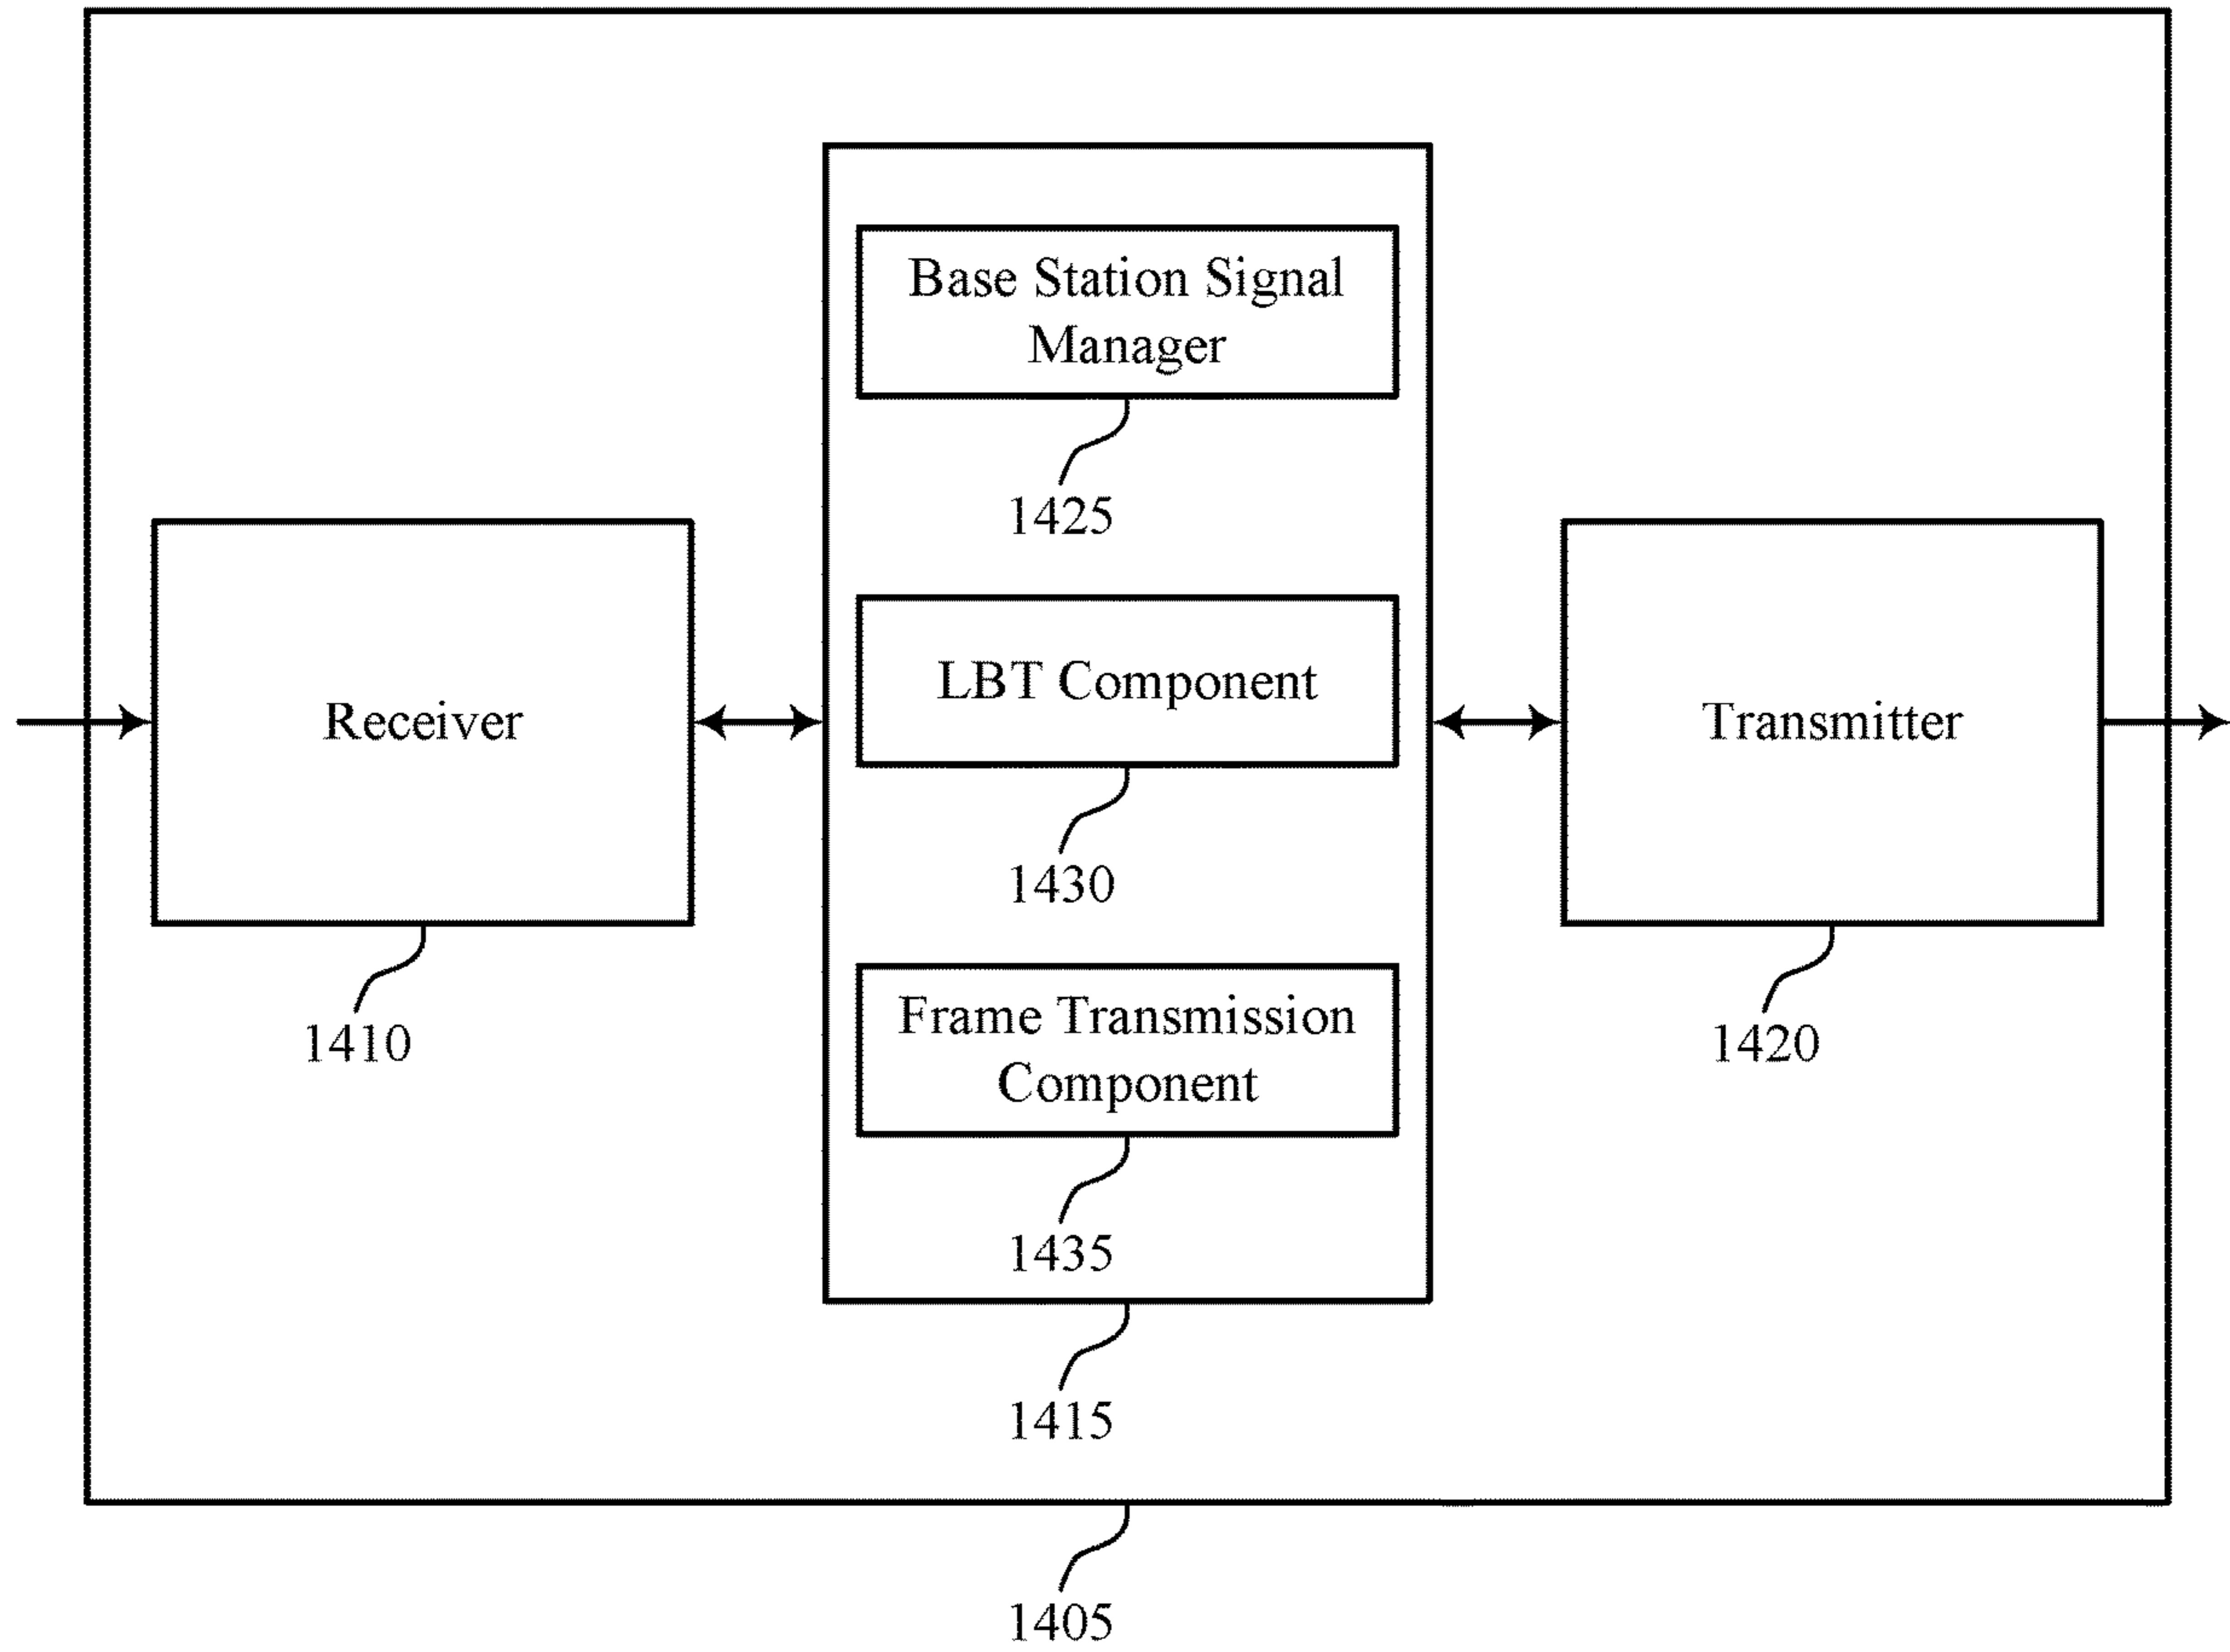 Base Station Signal
Manager
1425
LBT Component
1430
Frame Transmission
Component
1435
1415
Receiver
1410
Transmitter
1420
1405